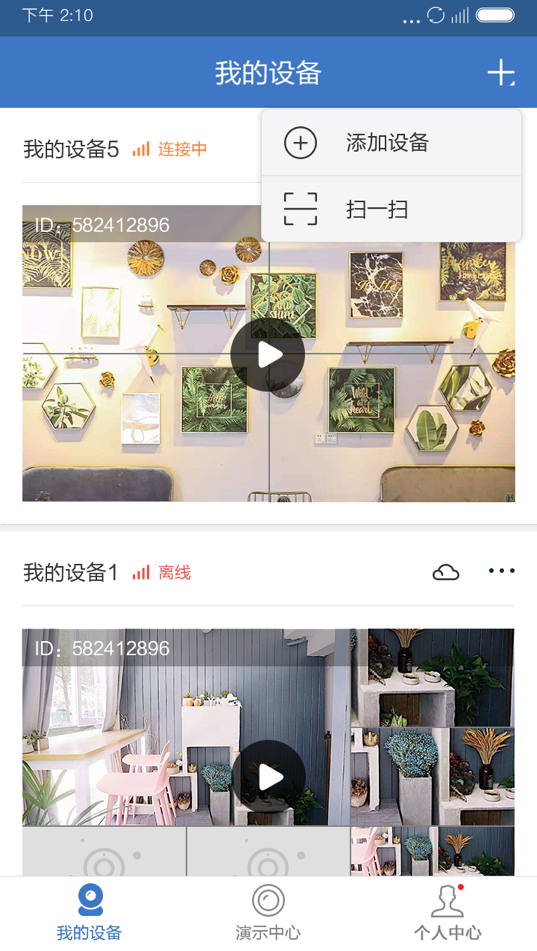 下午 2:10
我的设备
添加设备
扫一扫
我的设备5 连接中
ID：582412896
我的设备1 离线
ID：582412896
我的设备
演示中心
个人中心